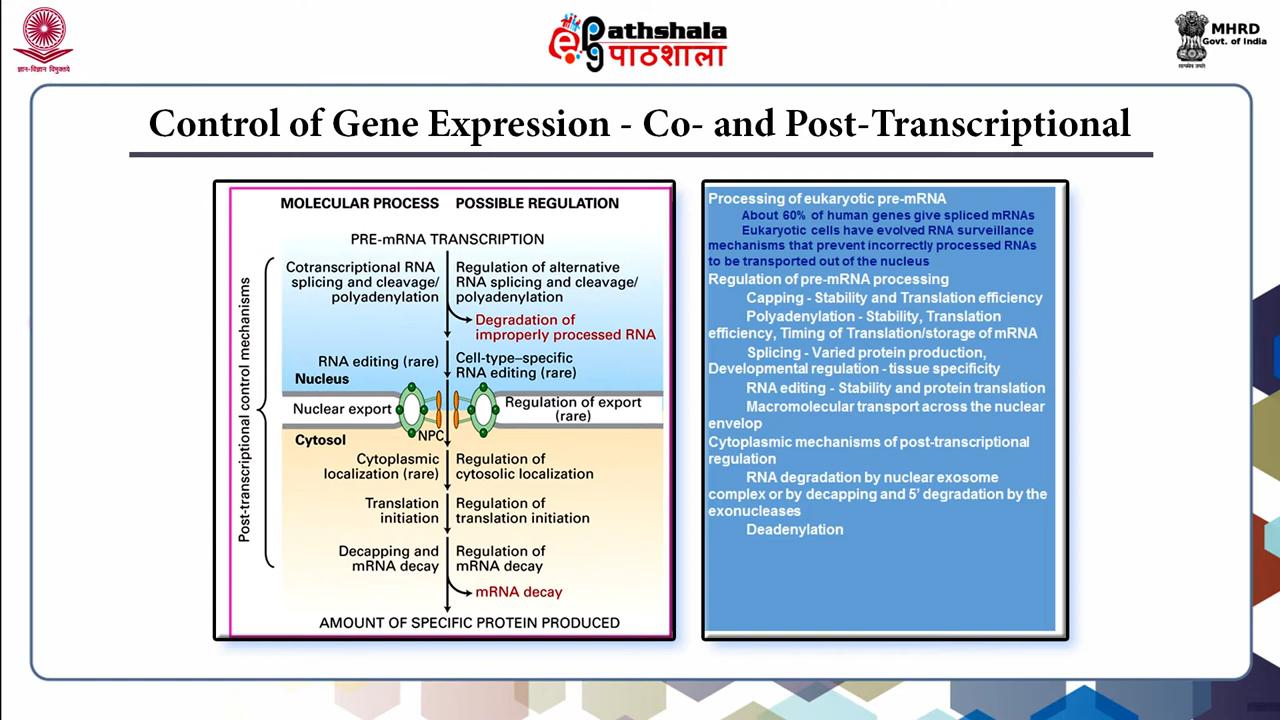 ज्ञान-विज्ञान विमुक्तये
ePg
athshala
पाठशाला
MHRD
Govt. of India
सत्यमेव जयते
Control of Gene Expression - Co- and Post-Transcriptional
MOLECULAR PROCESS POSSIBLE REGULATION
PRE-mRNA TRANSCRIPTION
Post-transcriptional control mechanisms
Cotranscriptional RNA
splicing and cleavage/
polyadenylation
Regulation of alternative
RNA splicing and cleavage/
polyadenylation
Degradation of
improperly processed RNA
RNA editing (rare)
Cell-type–specific
RNA editing (rare)
Nucleus
Nuclear export
Regulation of export
(rare)
NPC
Cytosol
Cytoplasmic
localization (rare)
Regulation of
cytosolic localization
Translation
initiation
Regulation of
translation initiation
Decapping and
mRNA decay
Regulation of
mRNA decay
mRNA decay
AMOUNT OF SPECIFIC PROTEIN PRODUCED
Processing of eukaryotic pre-mRNA
About 60% of human genes give spliced mRNAs
Eukaryotic cells have evolved RNA surveillance
mechanisms that prevent incorrectly processed RNAs
to be transported out of the nucleus
Regulation of pre-mRNA processing
Capping - Stability and Translation efficiency
Polyadenylation - Stability, Translation
efficiency, Timing of Translation/storage of mRNA
Splicing - Varied protein production,
Developmental regulation - tissue specificity
RNA editing - Stability and protein translation
Macromolecular transport across the nuclear
envelop
Cytoplasmic mechanisms of post-transcriptional
regulation
RNA degradation by nuclear exosome
complex or by decapping and 5’ degradation by the
exonucleases
Deadenylation